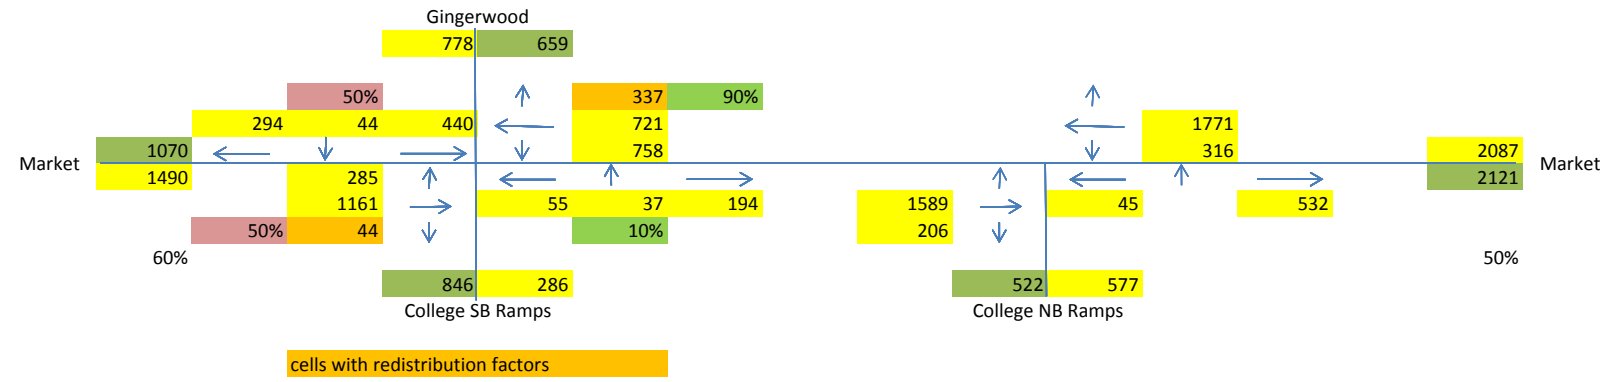 Gingerwood
778 659
50% 337 90%
294 44 440 721 1771
1070 758 316 2087
Market Market
1490 285 2121
1161 55 37 194 1589 45 532
50% 44 10% 206
60% 50%
846 286 522 577
College SB Ramps College NB Ramps
cells with redistribution factors